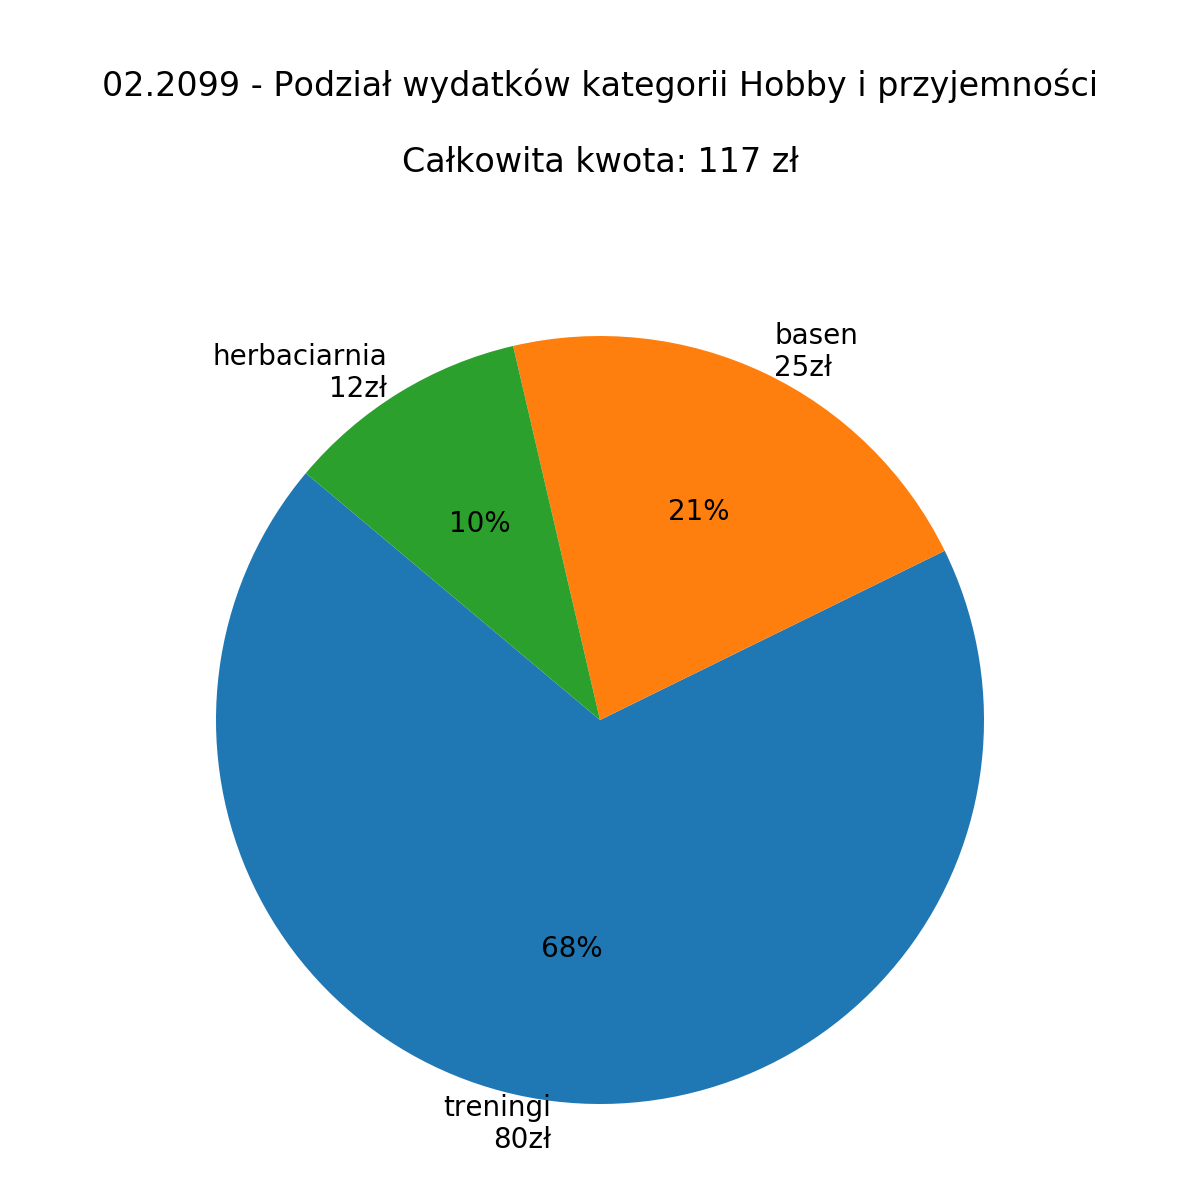 02.2099 - Podział wydatków kategorii Hobby i przyjemności
Całkowita kwota: 117 zł
basen
25zł
herbaciarnia
12zł
21%
10%
68%
treningi
80zł